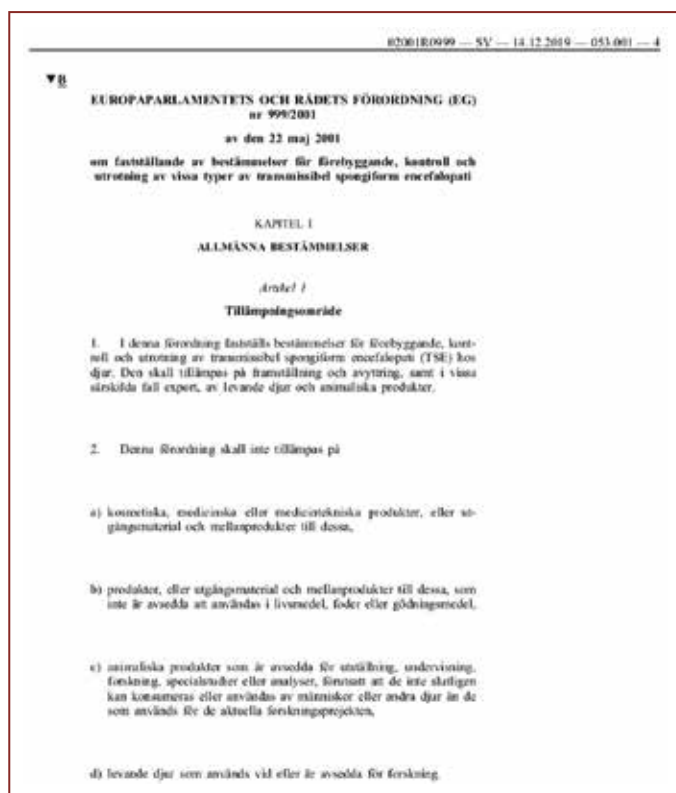 02001R0999 — SV — 14.12.2019 — 053.001 — 4
▼B
EUROPAPARLAMENTETS OCH RÅDETS FÖRORDNING (EG)
nr 999/2001
av den 22 maj 2001
om fastställande av bestämmelser för förebyggande, kontroll och
utrotning av vissa typer av transmissibel spongiform encefalopati
KAPITEL I
ALLMÄNNA BESTÄMMELSER
Artikel 1
Tillämpningsområde
1. I denna förordning fastställs bestämmelser för förebyggande, kont-
roll och utrotning av transmissibel spongiform encefalopati (TSE) hos
djur. Den skall tillämpas på framställning och avyttring, samt i vissa
särskilda fall export, av levande djur och animaliska produkter.
2. Denna förordning skall inte tillämpas på
a) kosmetiska, medicinska eller medicintekniska produkter, eller ut-
gångsmaterial och mellanprodukter till dessa,
b) produkter, eller utgångsmaterial och mellanprodukter till dessa, som
inte är avsedda att användas i livsmedel, foder eller gödningsmedel,
c) animaliska produkter som är avsedda för utställning, undervisning,
forskning, specialstudier eller analyser, förutsatt att de inte slutligen
kan konsumeras eller användas av människor eller andra djur än de
som används för de aktuella forskningsprojekten,
d) levande djur som används vid eller är avsedda för forskning.